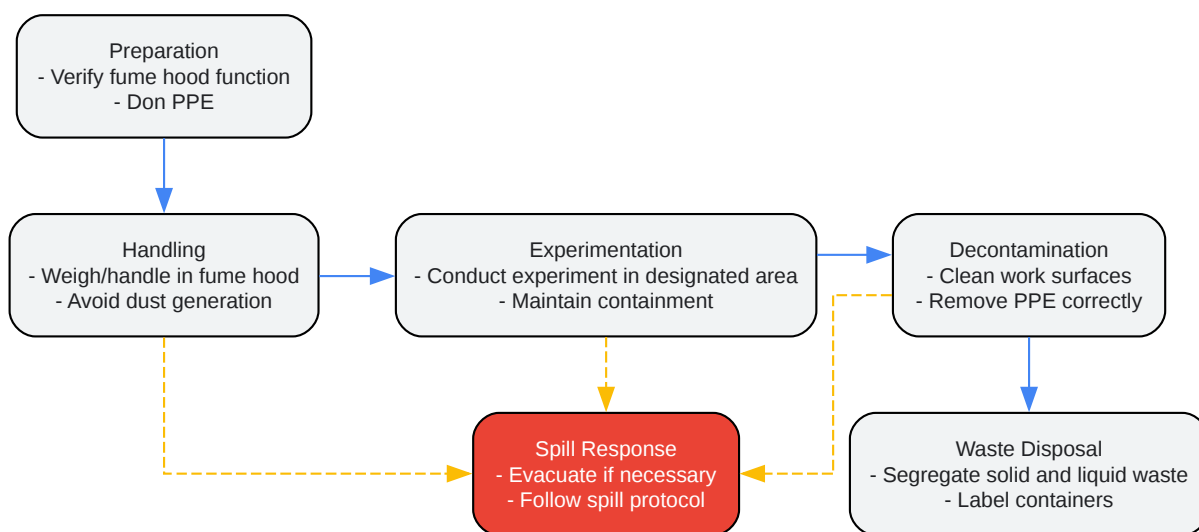 Preparation
- Verify fume hood function
- Don PPE
Handling
- Weigh/handle in fume hood
- Avoid dust generation
Experimentation
- Conduct experiment in designated area
- Maintain containment
Decontamination
- Clean work surfaces
- Remove PPE correctly
Spill Response
- Evacuate if necessary
- Follow spill protocol
Waste Disposal
- Segregate solid and liquid waste
- Label containers